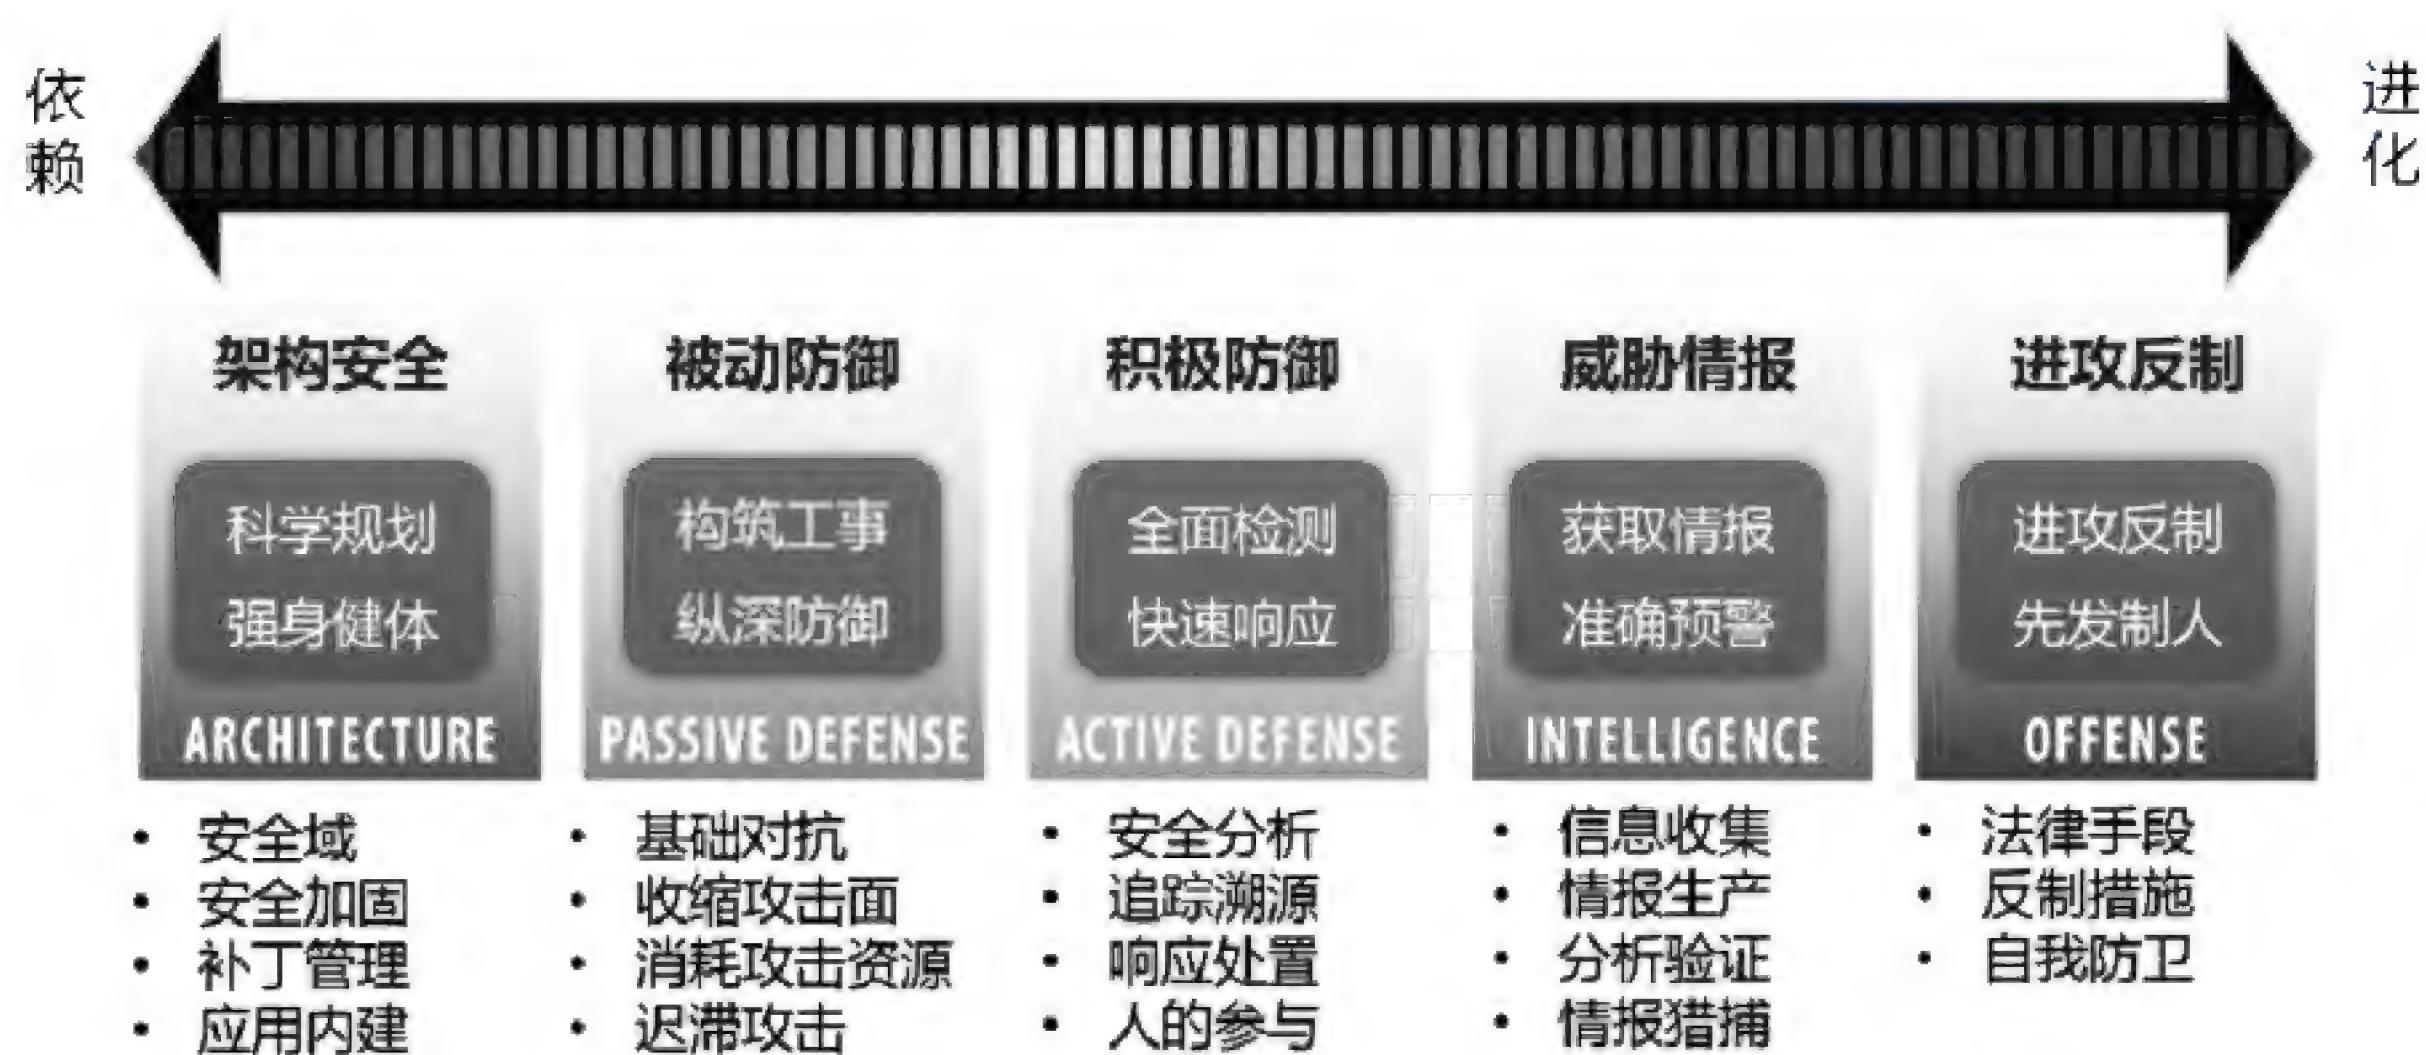 依赖
进化
架构安全
科学规划
强身健体
ARCHITECTURE
安全域
安全加固
补丁管理
应用内建
被动防御
构筑工事
纵深防御
PASSIVE DEFENSE
基础对抗
收缩攻击面
消耗攻击资源
迟滞攻击
积极防御
全面检测
快速响应
ACTIVE DEFENSE
安全分析
追踪溯源
响应处置
人的参与
威胁情报
获取情报
准确预警
INTELLIGENCE
信息收集
情报生产
分析验证
情报猎捕
进攻反制
进攻反制
先发制人
OFFENSE
法律手段
反制措施
自我防卫